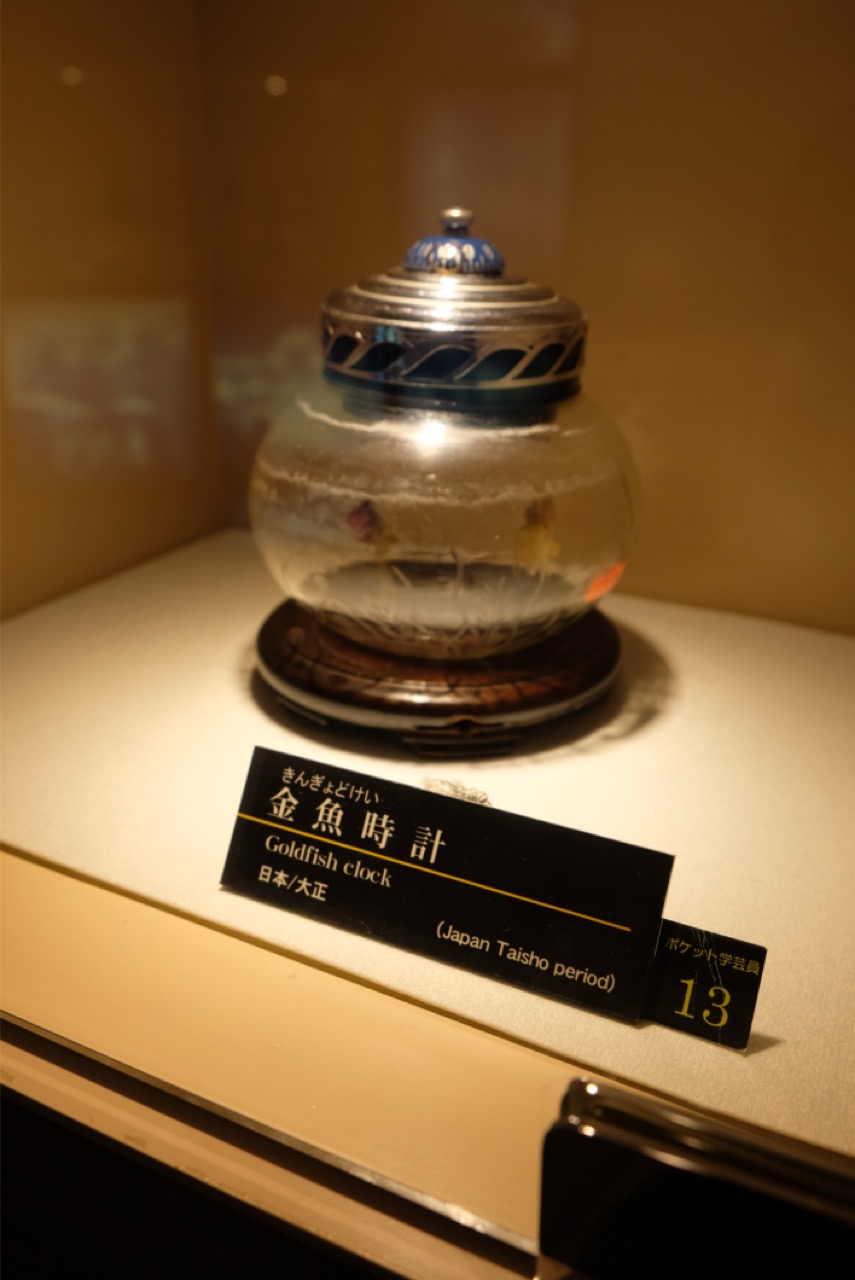 きんぎょどけい
金魚時計
Goldfish clock
日本/大正
(Japan Taisho period)
ポケット学芸員
13